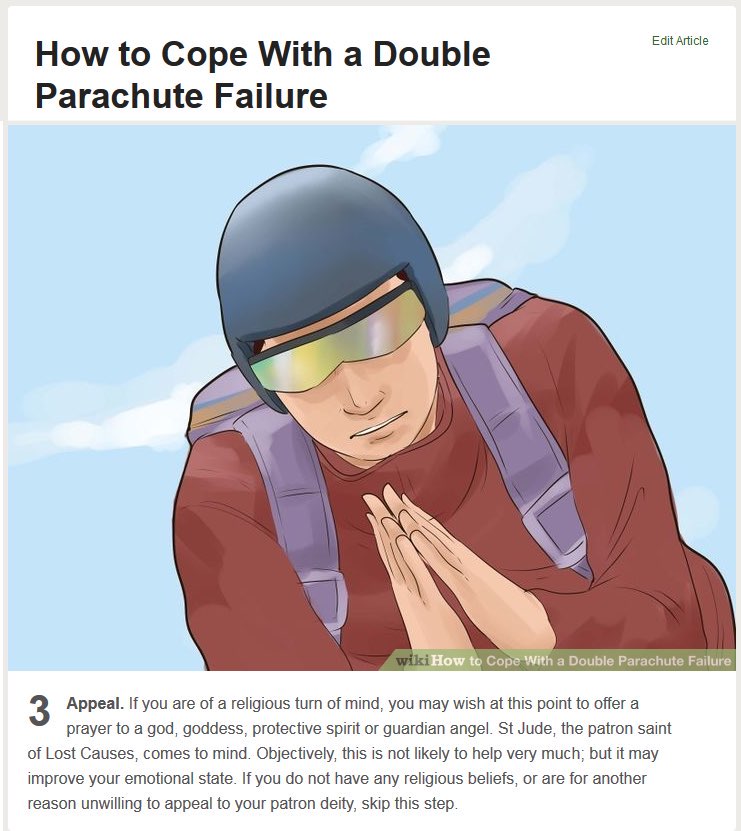 How to Cope With a Double
Parachute Failure
Edit Article
wikiHow to Cope With a Double Parachute Failure
3 Appeal. If you are of a religious turn of mind, you may wish at this point to offer a
prayer to a god, goddess, protective spirit or guardian angel. St Jude, the patron saint
of Lost Causes, comes to mind. Objectively, this is not likely to help very much; but it may
improve your emotional state. If you do not have any religious beliefs, or are for another
reason unwilling to appeal to your patron deity, skip this step.